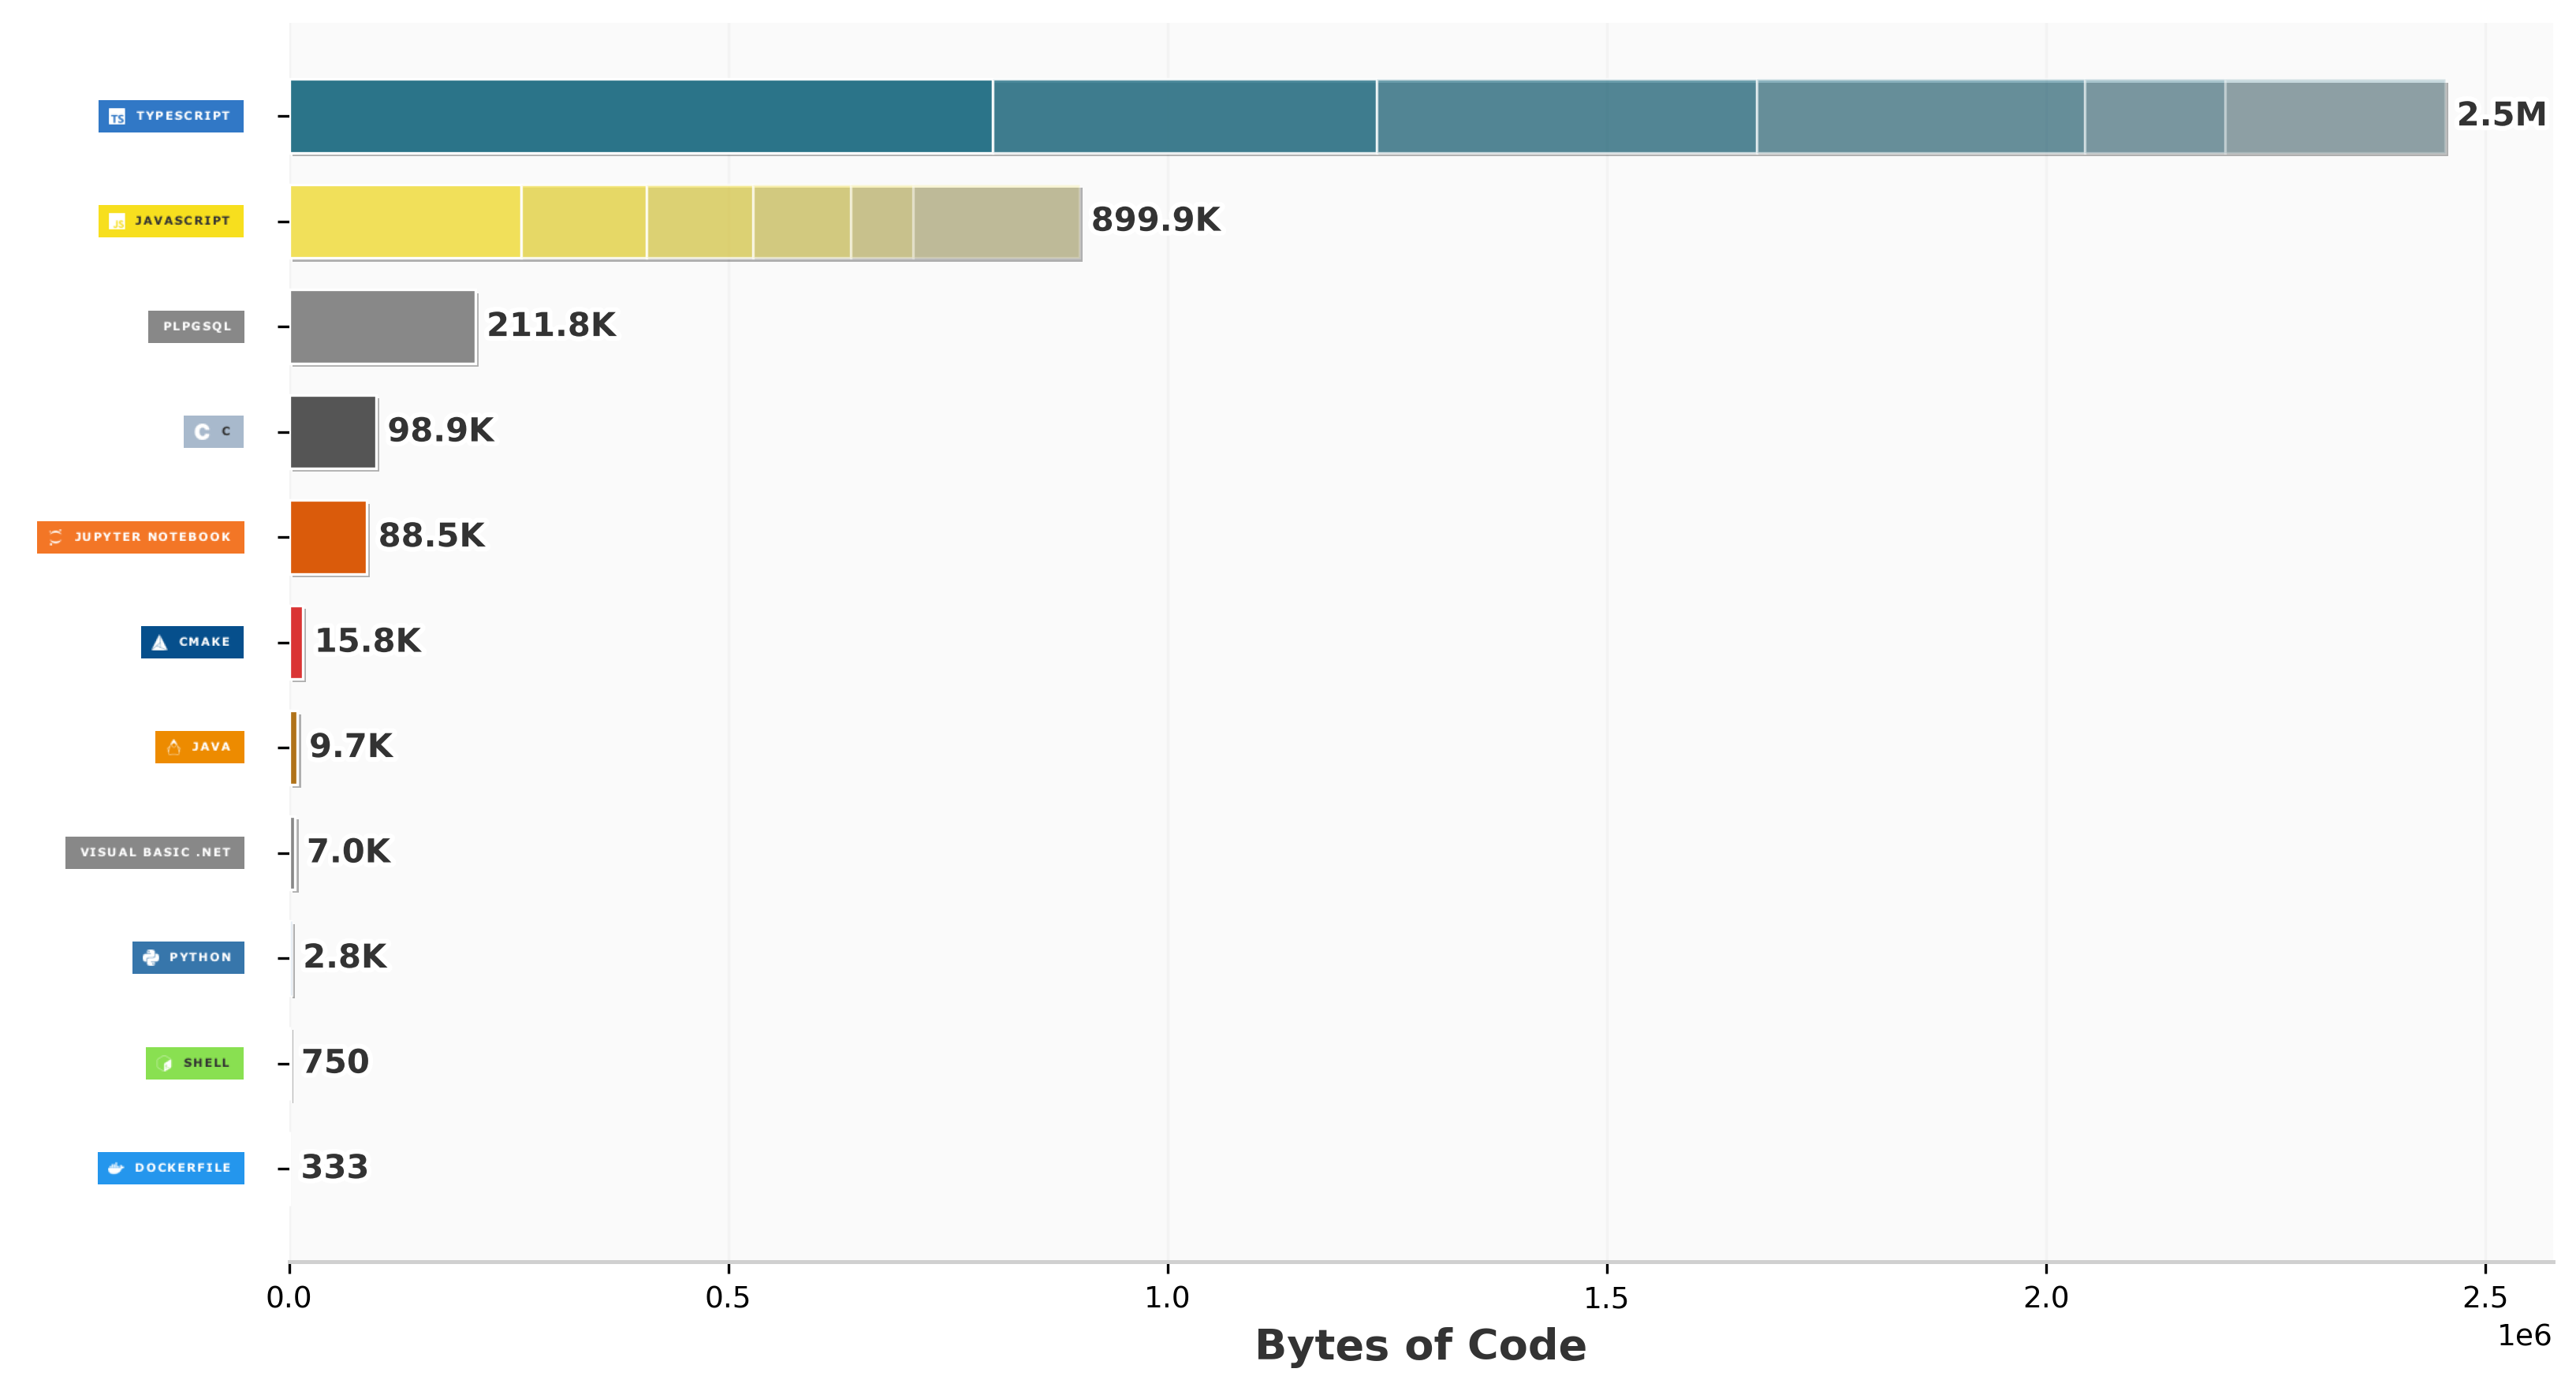 TS TYPESCRIPT 2.5M
JS JAVASCRIPT 899.9K
PLPGSQL 211.8K
C C 98.9K
JUPYTER NOTEBOOK 88.5K
CMAKE 15.8K
JAVA 9.7K
VISUAL BASIC .NET 7.0K
PYTHON 2.8K
SHELL 750
DOCKERFILE 333
0.0 0.5 1.0 1.5 2.0 2.5
1e6
Bytes of Code